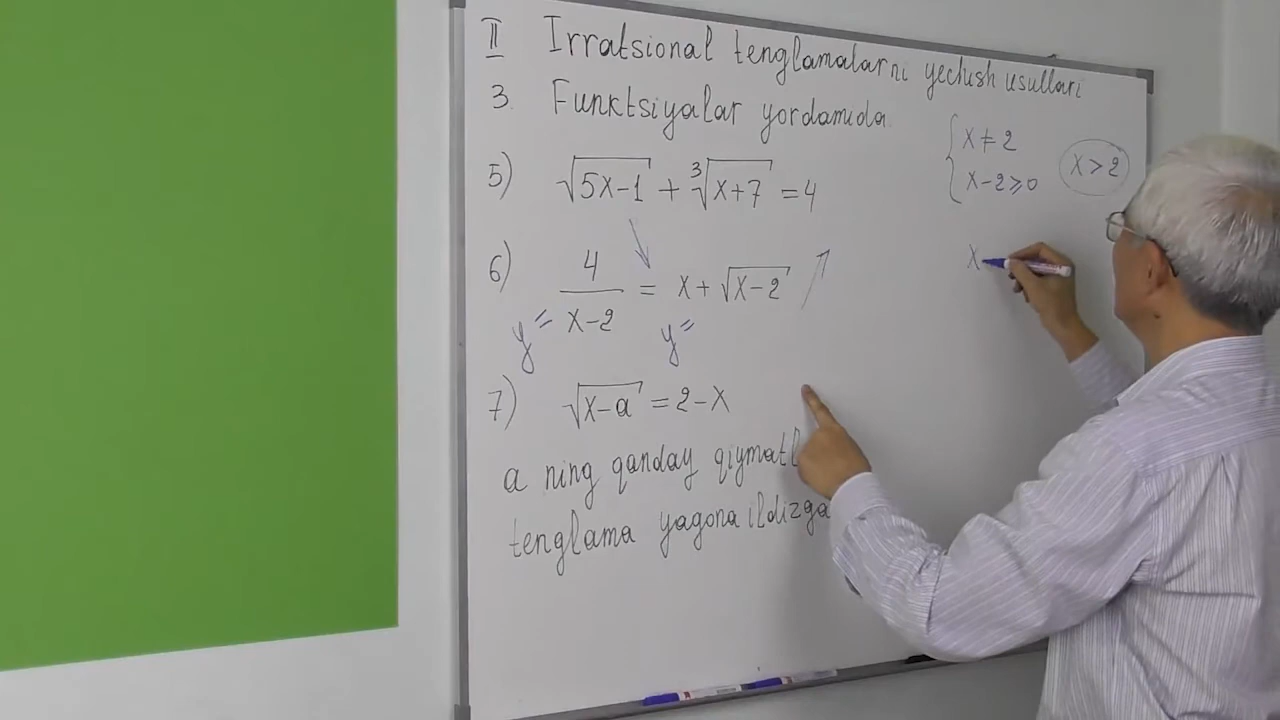 II Irratsional tenglamalarni yechish usullari
3. Funktsiyalar yordamida.
5) √(5x-1) + ³√(x+7) = 4
6) 4/(x-2) = x + √(x-2)
y = y =
7) √(x-a) = 2-x
a ning qanday
tenglama yagona ildizga
{ x ≠ 2
x-2 ⩾ 0
x > 2
x